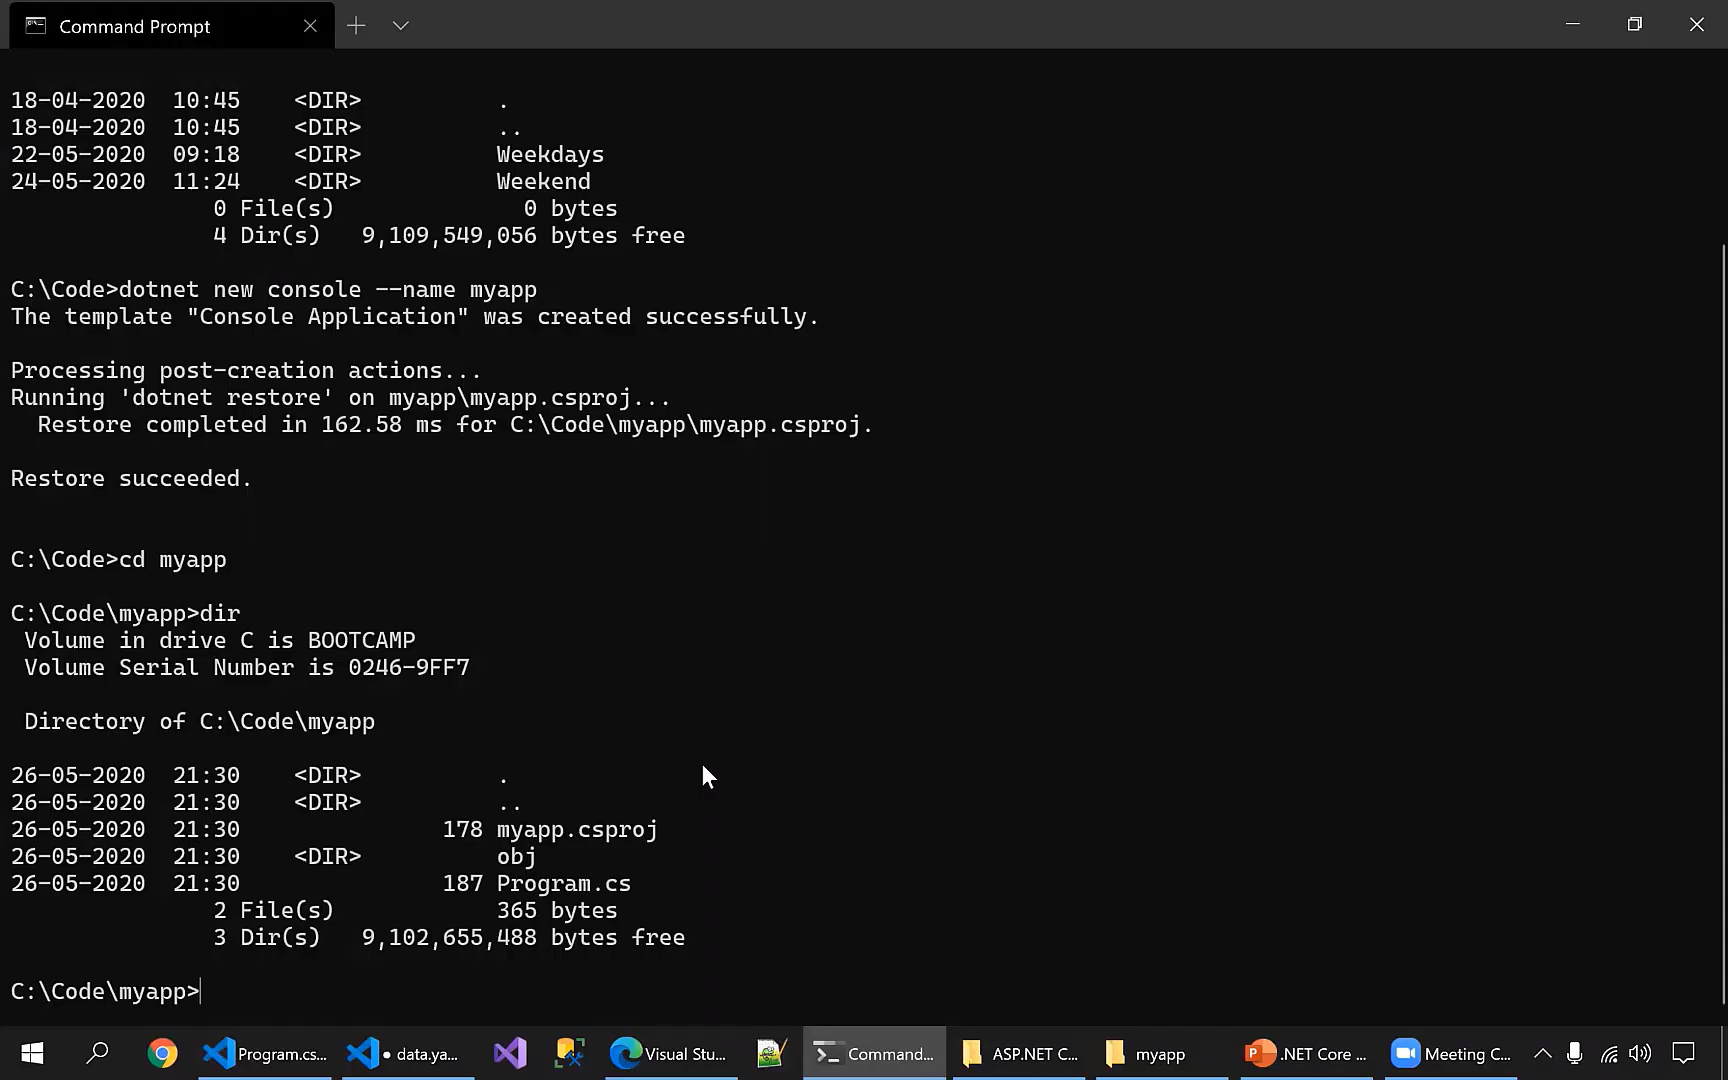 Command Prompt
18-04-2020  10:45    <DIR>          .
18-04-2020  10:45    <DIR>          ..
22-05-2020  09:18    <DIR>          Weekdays
24-05-2020  11:24    <DIR>          Weekend
0 File(s)              0 bytes
4 Dir(s)   9,109,549,056 bytes free
C:\Code>dotnet new console --name myapp
The template "Console Application" was created successfully.
Processing post-creation actions...
Running 'dotnet restore' on myapp\myapp.csproj...
Restore completed in 162.58 ms for C:\Code\myapp\myapp.csproj.
Restore succeeded.
C:\Code>cd myapp
C:\Code\myapp>dir
Volume in drive C is BOOTCAMP
Volume Serial Number is 0246-9FF7
Directory of C:\Code\myapp
26-05-2020  21:30    <DIR>          .
26-05-2020  21:30    <DIR>          ..
26-05-2020  21:30               178 myapp.csproj
26-05-2020  21:30    <DIR>          obj
26-05-2020  21:30               187 Program.cs
2 File(s)            365 bytes
3 Dir(s)   9,102,655,488 bytes free
C:\Code\myapp>
Program.cs... • data.ya... Visual Stu... Command... ASP.NET C... myapp .NET Core ... Meeting C...